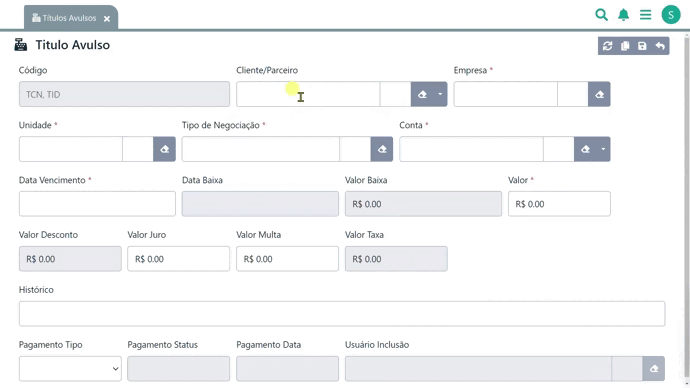 Títulos Avulsos
S
Titulo Avulso
Código
Cliente/Parceiro
Empresa *
TCN, TID
Unidade *
Tipo de Negociação *
Conta *
Data Vencimento *
Data Baixa
Valor Baixa
Valor *
R$ 0.00
R$ 0.00
Valor Desconto
Valor Juro
Valor Multa
Valor Taxa
R$ 0.00
R$ 0.00
R$ 0.00
R$ 0.00
Histórico
Pagamento Tipo
Pagamento Status
Pagamento Data
Usuário Inclusão